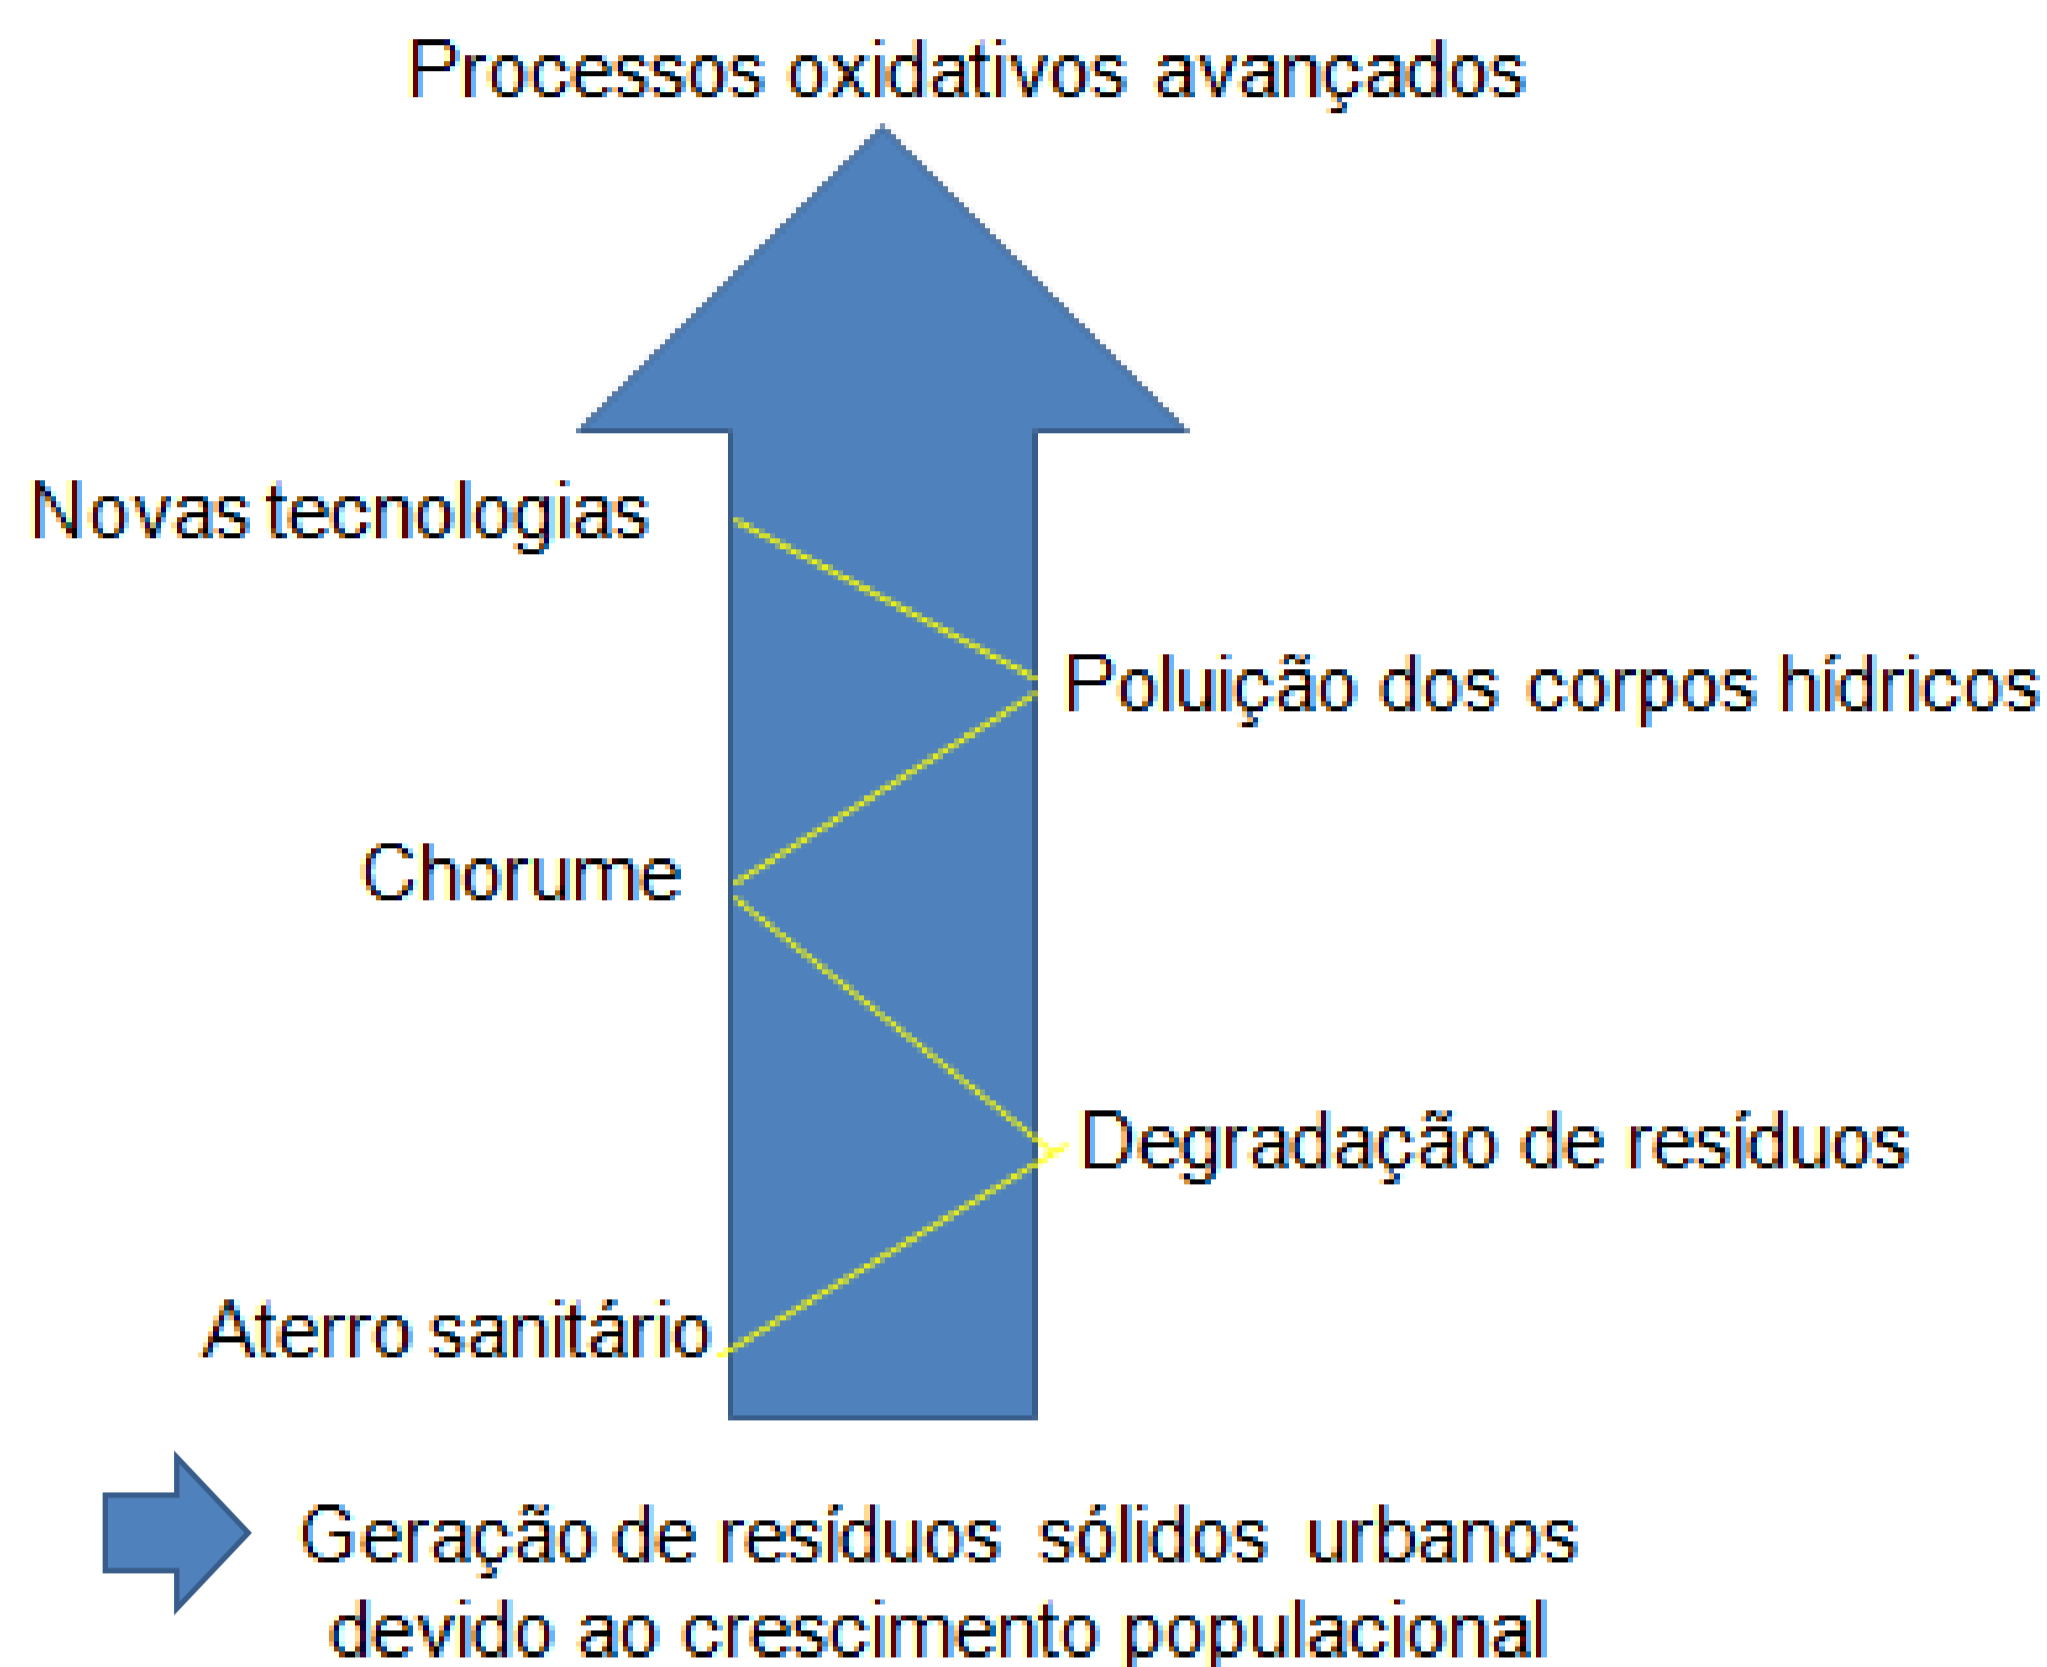 Processos oxidativos avançados
Novas tecnologias
Poluição dos corpos hídricos
Chorume
Degradação de resíduos
Aterro sanitário
Geração de resíduos sólidos urbanos
devido ao crescimento populacional